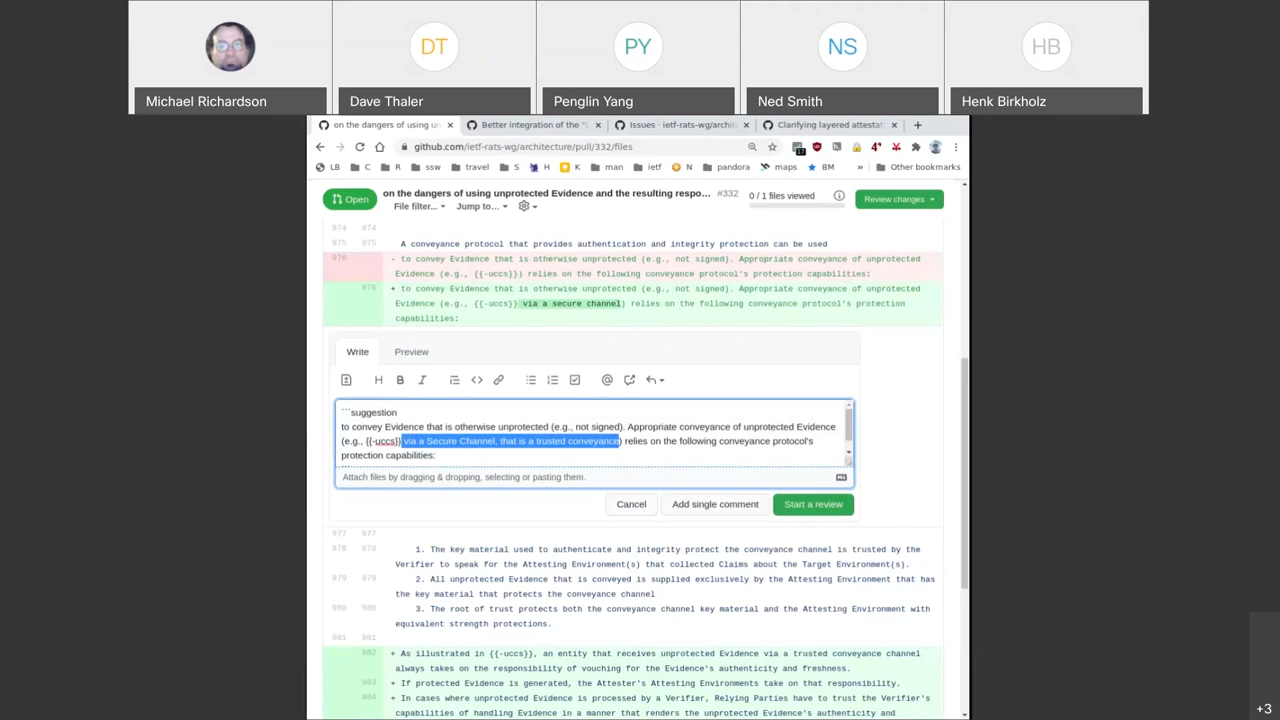 DT
PY
NS
HB
Michael Richardson
Dave Thaler
Penglin Yang
Ned Smith
Henk Birkholz
on the dangers of using un
Better integration of the "
Issues · ietf-rats-wg/archit
Clarifying layered attestat
github.com/ietf-rats-wg/architecture/pull/332/files
17
LB
C
R
ssw
travel
S
H
K
man
ietf
N
pandora
maps
BM
»
Other bookmarks
Open
on the dangers of using unprotected Evidence and the resulting respo... #332
File filter...
Jump to...
0 / 1 files viewed
Review changes
974 974
975 975 A conveyance protocol that provides authentication and integrity protection can be used
976 - to convey Evidence that is otherwise unprotected (e.g., not signed). Appropriate conveyance of unprotected
Evidence (e.g., {{-uccs}}) relies on the following conveyance protocol's protection capabilities:
976 + to convey Evidence that is otherwise unprotected (e.g., not signed). Appropriate conveyance of unprotected
Evidence (e.g., {{-uccs}} via a secure channel) relies on the following conveyance protocol's protection
capabilities:
Write
Preview
```suggestion
to convey Evidence that is otherwise unprotected (e.g., not signed). Appropriate conveyance of unprotected Evidence
(e.g., {{-uccs}} via a Secure Channel, that is a trusted conveyance) relies on the following conveyance protocol's
protection capabilities:
Attach files by dragging & dropping, selecting or pasting them.
Cancel
Add single comment
Start a review
977 977
978 978 1. The key material used to authenticate and integrity protect the conveyance channel is trusted by the
Verifier to speak for the Attesting Environment(s) that collected Claims about the Target Environment(s).
979 979 2. All unprotected Evidence that is conveyed is supplied exclusively by the Attesting Environment that has
the key material that protects the conveyance channel
980 980 3. The root of trust protects both the conveyance channel key material and the Attesting Environment with
equivalent strength protections.
981 981
982 + As illustrated in {{-uccs}}, an entity that receives unprotected Evidence via a trusted conveyance channel
always takes on the responsibility of vouching for the Evidence's authenticity and freshness.
983 + If protected Evidence is generated, the Attester's Attesting Environments take on that responsibility.
984 + In cases where unprotected Evidence is processed by a Verifier, Relying Parties have to trust the Verifier's
capabilities of handling Evidence in a manner that renders the unprotected Evidence's authenticity and
+3